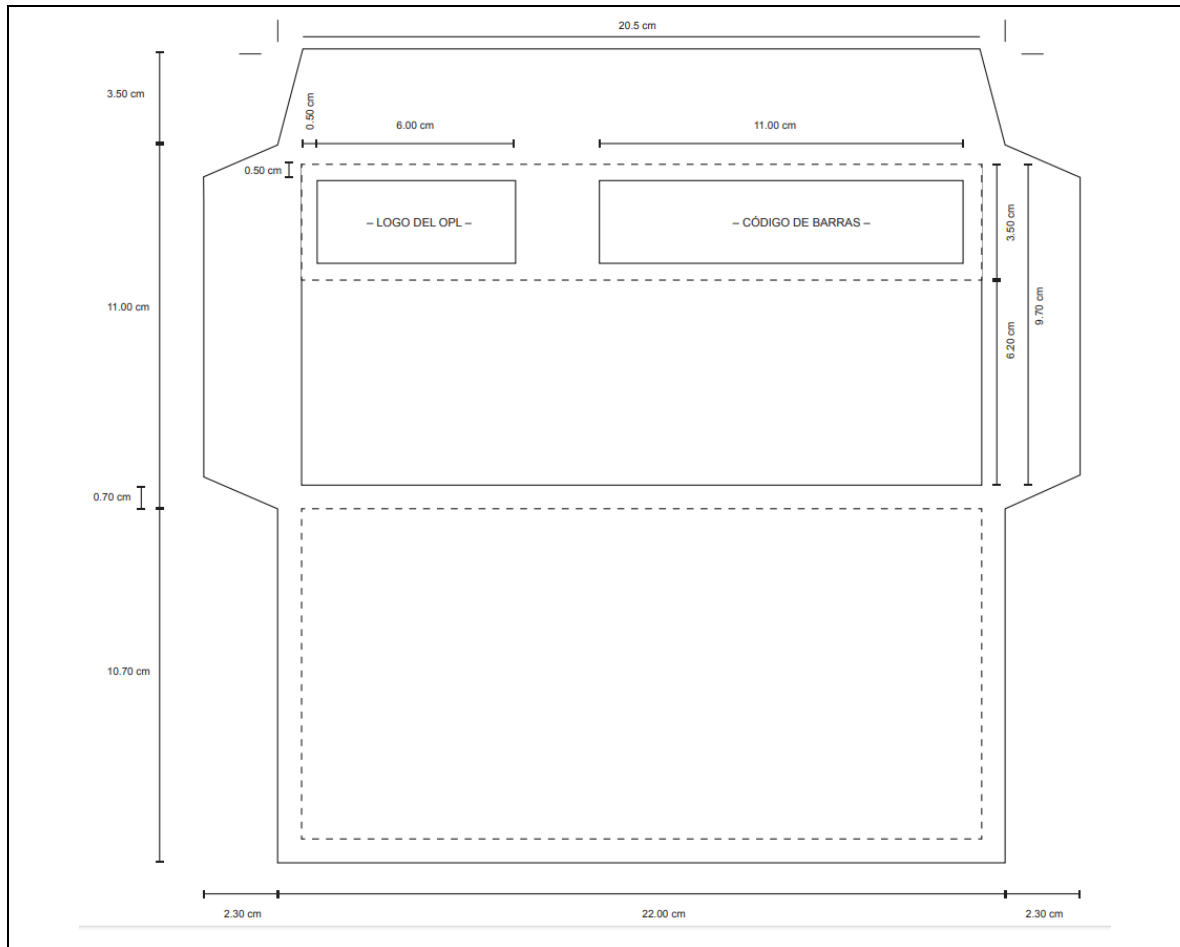 20.5 cm
3.50 cm
0.50 cm
6.00 cm
11.00 cm
0.50 cm
– LOGO DEL OPL –
– CÓDIGO DE BARRAS –
3.50 cm
11.00 cm
9.70 cm
6.20 cm
0.70 cm
10.70 cm
2.30 cm
22.00 cm
2.30 cm